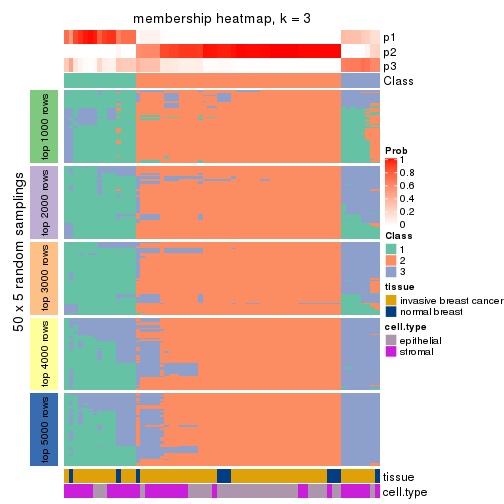 membership heatmap, k = 3
p1
p2
p3
Class
50 x 5 random samplings
top 1000 rows
top 2000 rows
top 3000 rows
top 4000 rows
top 5000 rows
Prob
1
0.8
0.6
0.4
0.2
0
Class
1
2
3
tissue
invasive breast cancer
normal breast
cell.type
epithelial
stromal
tissue
cell.type